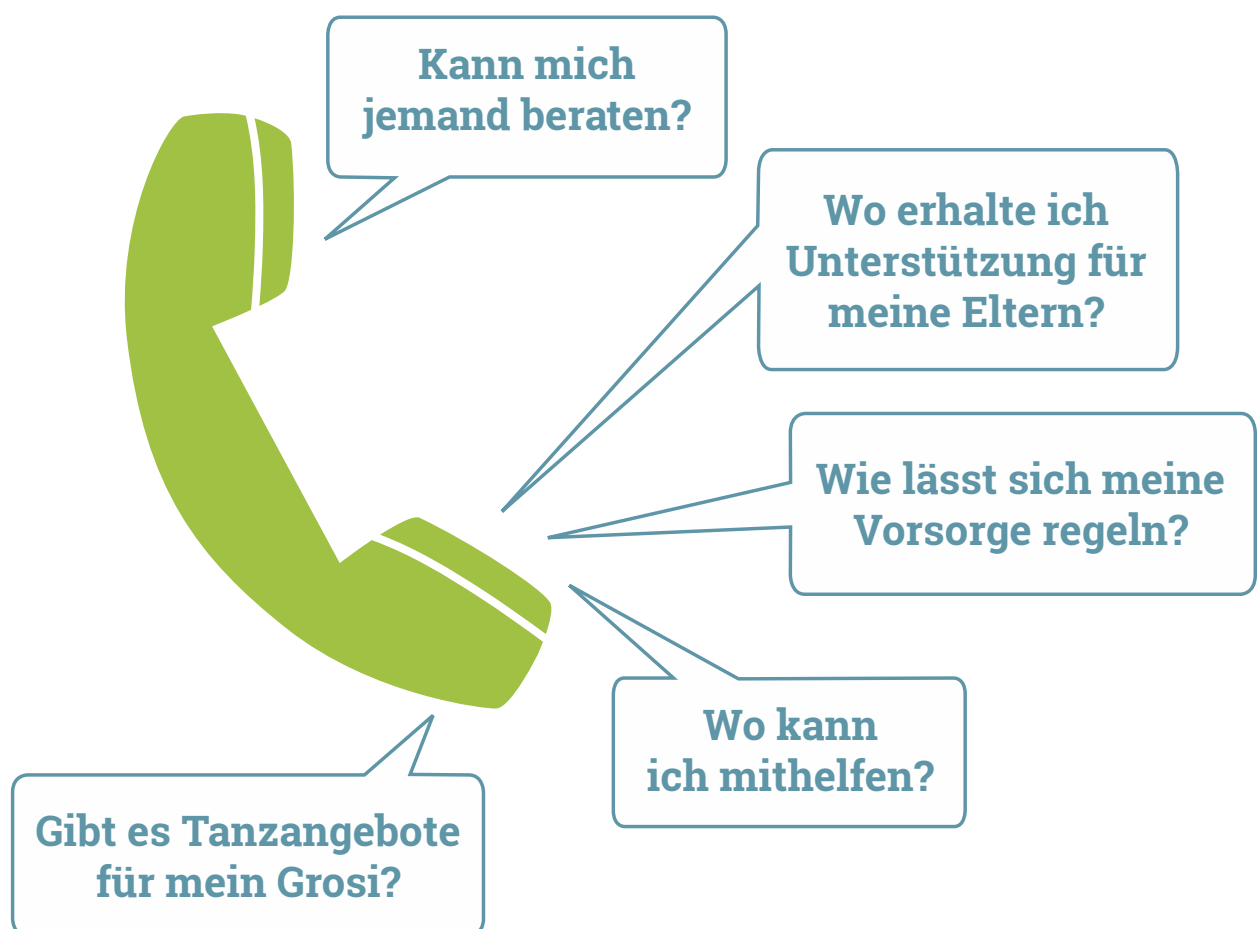 Kann mich
jemand beraten?
Wo erhalte ich
Unterstützung für
meine Eltern?
Wie lässt sich meine
Vorsorge regeln?
Wo kann
ich mithelfen?
Gibt es Tanzangebote
für mein Grosi?